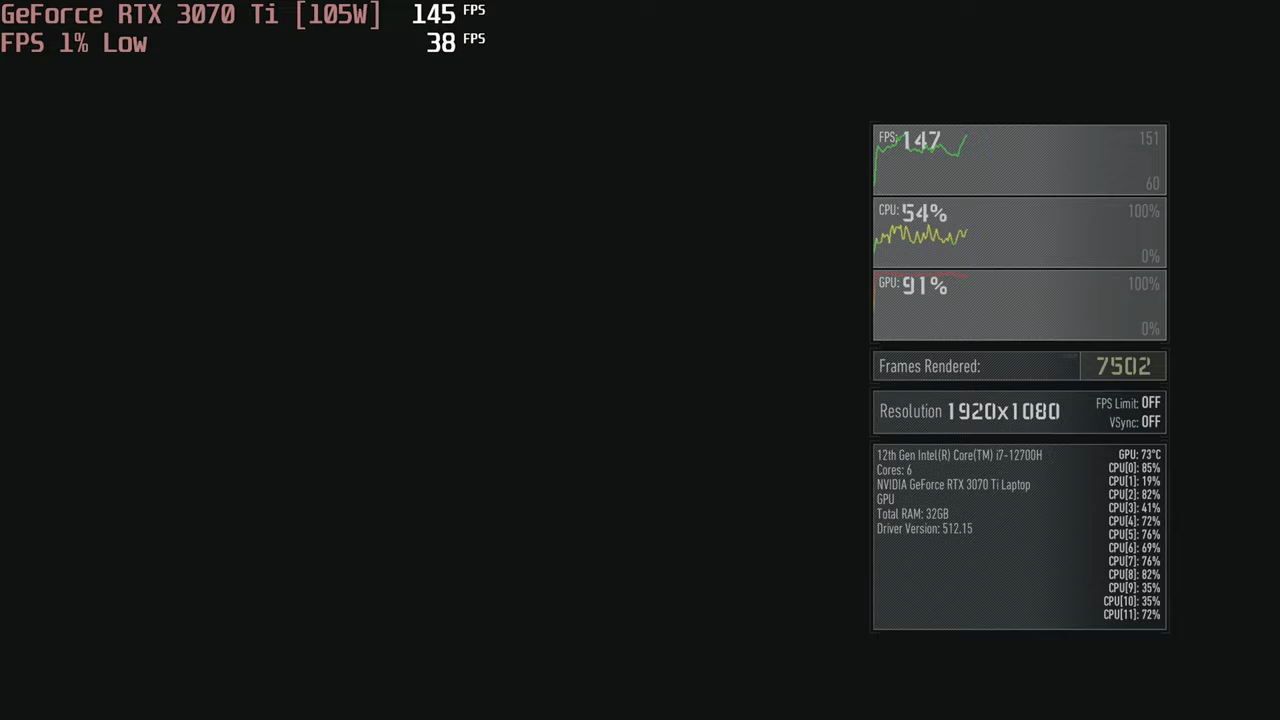 GeForce RTX 3070 Ti [105W] 145 FPS
FPS 1% Low 38 FPS
FPS: 147 151
60
CPU: 54% 100%
0%
GPU: 91% 100%
0%
Frames Rendered: 7502
Resolution 1920x1080 FPS Limit: OFF
VSync: OFF
12th Gen Intel(R) Core(TM) i7-12700H
Cores: 6
NVIDIA GeForce RTX 3070 Ti Laptop
GPU
Total RAM: 32GB
Driver Version: 512.15
GPU: 73°C
CPU[0]: 85%
CPU[1]: 19%
CPU[2]: 82%
CPU[3]: 41%
CPU[4]: 72%
CPU[5]: 76%
CPU[6]: 69%
CPU[7]: 76%
CPU[8]: 82%
CPU[9]: 35%
CPU[10]: 35%
CPU[11]: 72%